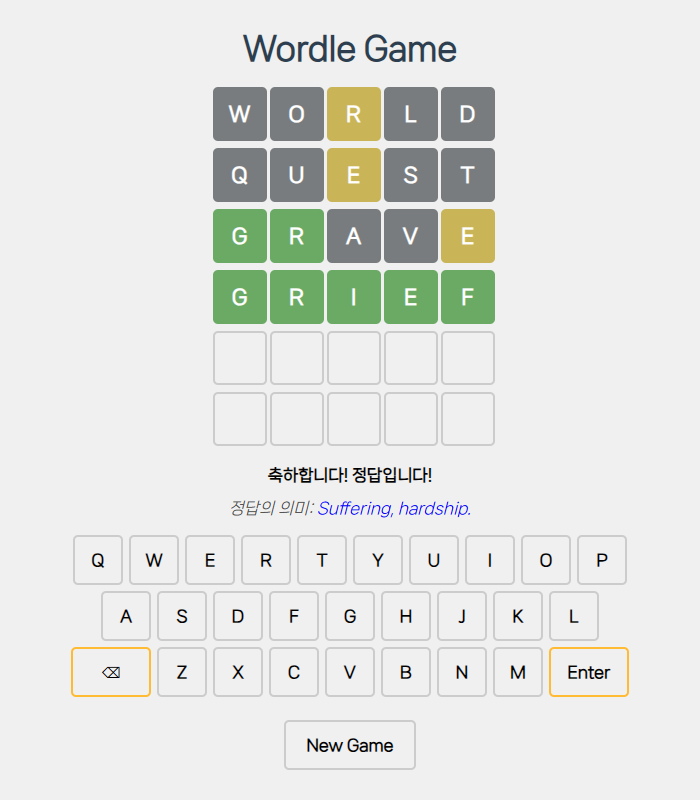 Wordle Game
W O R L D
Q U E S T
G R A V E
G R I E F
축하합니다! 정답입니다!
정답의 의미: Suffering, hardship.
Q W E R T Y U I O P
A S D F G H J K L
⌫ Z X C V B N M Enter
New Game